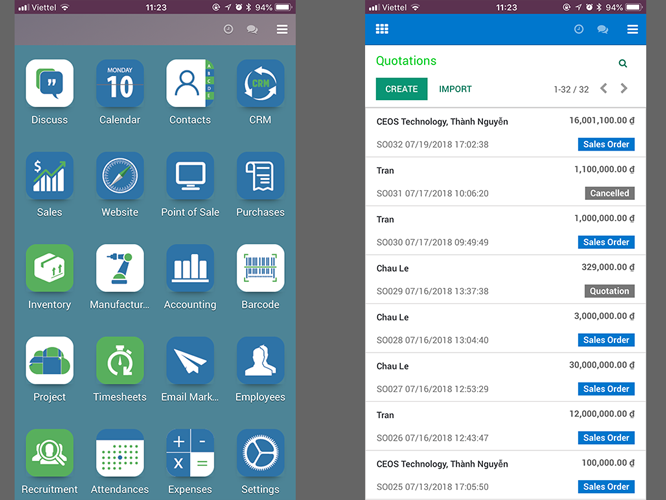 Viettel 11:23 94%
Discuss
MONDAY
10
Calendar
A
B
C
D
E
Contacts
CRM
CRM
$
Sales
Website
Point of Sale
Purchases
Inventory
Manufactur...
Accounting
Barcode
Project
Timesheets
Email Mark...
Employees
Recruitment
Attendances
Expenses
Settings
Viettel 11:23 94%
Quotations
CREATE IMPORT 1-32 / 32
CEOS Technology, Thành Nguyễn 16,001,100.00 ₫
SO032 07/19/2018 17:02:38 Sales Order
Tran 1,100,000.00 ₫
SO031 07/17/2018 10:06:20 Cancelled
Tran 1,000,000.00 ₫
SO030 07/17/2018 09:49:49 Sales Order
Chau Le 329,000.00 ₫
SO029 07/16/2018 13:37:38 Quotation
Chau Le 3,000,000.00 ₫
SO028 07/16/2018 13:04:40 Sales Order
Chau Le 30,000,000.00 ₫
SO027 07/16/2018 12:53:29 Sales Order
Tran 12,000,000.00 ₫
SO026 07/16/2018 12:43:47 Sales Order
CEOS Technology, Thành Nguyễn 100,000.00 ₫
SO025 07/13/2018 17:05:50 Sales Order